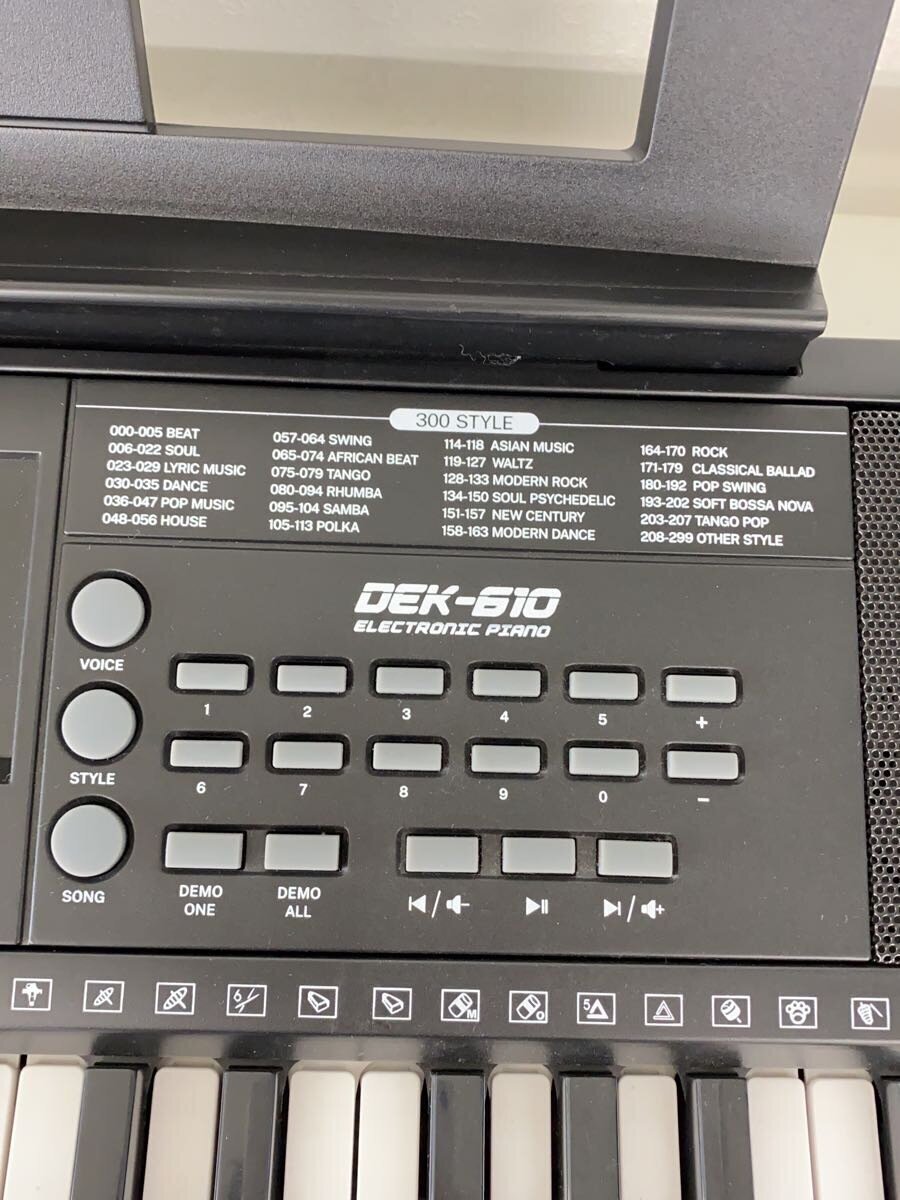 300 STYLE
000-005 BEAT
006-022 SOUL
023-029 LYRIC MUSIC
030-035 DANCE
036-047 POP MUSIC
048-056 HOUSE
057-064 SWING
065-074 AFRICAN BEAT
075-079 TANGO
080-094 RHUMBA
095-104 SAMBA
105-113 POLKA
114-118 ASIAN MUSIC
119-127 WALTZ
128-133 MODERN ROCK
134-150 SOUL PSYCHEDELIC
151-157 NEW CENTURY
158-163 MODERN DANCE
164-170 ROCK
171-179 CLASSICAL BALLAD
180-192 POP SWING
193-202 SOFT BOSSA NOVA
203-207 TANGO POP
208-299 OTHER STYLE
DEK-610
ELECTRONIC PIANO
VOICE
1 2 3 4 5 +
STYLE
6 7 8 9 0 -
SONG
DEMO
ONE
DEMO
ALL
6 M O 5